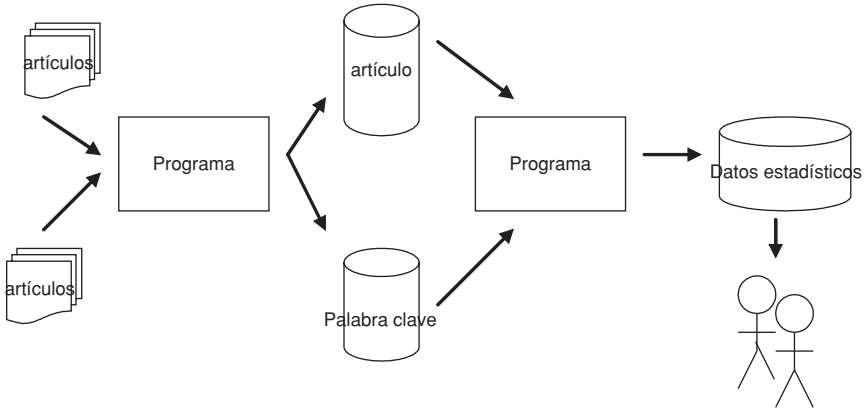 artículos
artículos
Programa
artículo
Palabra clave
Programa
Datos estadísticos